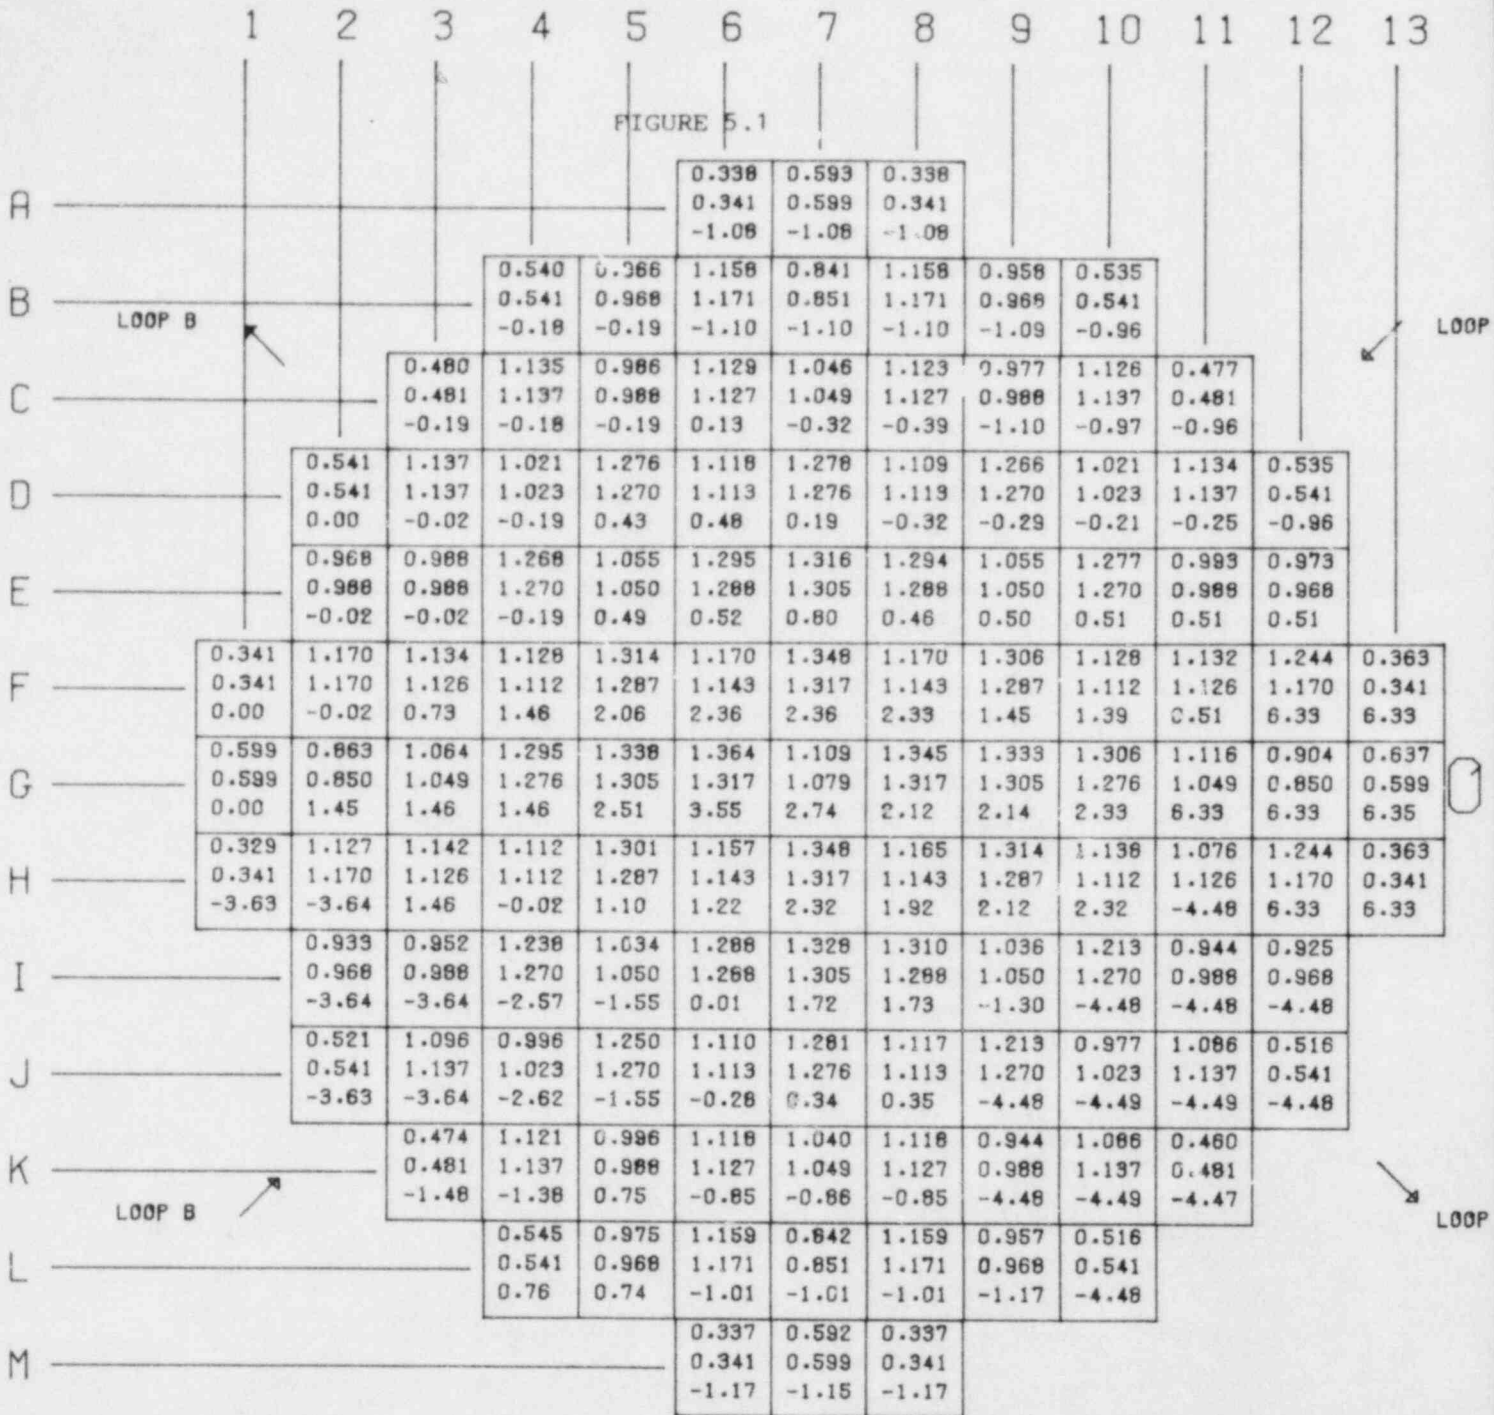 1 2 3 4 5 6 7 8 9 10 11 12 13
FIGURE 5.1
0.338 0.593 0.338
A 0.341 0.599 0.341
-1.08 -1.08 -1.08
0.540 0.966 1.158 0.841 1.158 0.958 0.535
B 0.541 0.968 1.171 0.851 1.171 0.968 0.541
LOOP B -0.18 -0.19 -1.10 -1.10 -1.10 -1.09 -0.96 LOOP
0.480 1.135 0.986 1.129 1.046 1.123 0.977 1.126 0.477
C 0.481 1.137 0.988 1.127 1.049 1.127 0.988 1.137 0.481
-0.19 -0.18 -0.19 0.13 -0.32 -0.39 -1.10 -0.97 -0.96
0.541 1.137 1.021 1.276 1.118 1.278 1.109 1.266 1.021 1.134 0.535
D 0.541 1.137 1.023 1.270 1.113 1.276 1.113 1.270 1.023 1.137 0.541
0.00 -0.02 -0.19 0.43 0.48 0.19 -0.32 -0.29 -0.21 -0.25 -0.96
0.968 0.988 1.268 1.055 1.295 1.316 1.294 1.055 1.277 0.993 0.973
E 0.988 0.988 1.270 1.050 1.288 1.305 1.288 1.050 1.270 0.988 0.968
-0.02 -0.02 -0.19 0.49 0.52 0.80 0.46 0.50 0.51 0.51 0.51
0.341 1.170 1.134 1.128 1.314 1.170 1.348 1.170 1.306 1.128 1.132 1.244 0.363
F 0.341 1.170 1.126 1.112 1.287 1.143 1.317 1.143 1.287 1.112 1.126 1.170 0.341
0.00 -0.02 0.73 1.46 2.06 2.36 2.36 2.33 1.45 1.39 0.51 6.33 6.33
0.599 0.863 1.064 1.295 1.338 1.364 1.109 1.345 1.333 1.306 1.116 0.904 0.637
G 0.599 0.850 1.049 1.276 1.305 1.317 1.079 1.317 1.305 1.276 1.049 0.850 0.599
0.00 1.45 1.46 1.46 2.51 3.55 2.74 2.12 2.14 2.33 6.33 6.33 6.35
0.329 1.127 1.142 1.112 1.301 1.157 1.348 1.165 1.314 1.138 1.076 1.244 0.363
H 0.341 1.170 1.126 1.112 1.287 1.143 1.317 1.143 1.287 1.112 1.126 1.170 0.341
-3.63 -3.64 1.46 -0.02 1.10 1.22 2.32 1.92 2.12 2.32 -4.48 6.33 6.33
0.933 0.952 1.238 1.034 1.288 1.328 1.310 1.036 1.213 0.944 0.925
I 0.968 0.988 1.270 1.050 1.288 1.305 1.288 1.050 1.270 0.988 0.968
-3.64 -3.64 -2.57 -1.55 0.01 1.72 1.73 -1.30 -4.48 -4.48 -4.48
0.521 1.096 0.996 1.250 1.110 1.281 1.117 1.213 0.977 1.086 0.516
J 0.541 1.137 1.023 1.270 1.113 1.276 1.113 1.270 1.023 1.137 0.541
-3.63 -3.64 -2.62 -1.55 -0.28 0.34 0.35 -4.48 -4.49 -4.49 -4.48
0.474 1.121 0.996 1.118 1.040 1.118 0.944 1.086 0.460
K 0.481 1.137 0.988 1.127 1.049 1.127 0.988 1.137 0.481
-1.48 -1.38 0.75 -0.85 -0.86 -0.85 -4.48 -4.49 -4.47
LOOP B LOOP
0.545 0.975 1.159 0.842 1.159 0.957 0.516
L 0.541 0.968 1.171 0.851 1.171 0.968 0.541
0.76 0.74 -1.01 -1.01 -1.01 -1.17 -4.48
0.337 0.592 0.337
M 0.341 0.599 0.341
-1.17 -1.15 -1.17